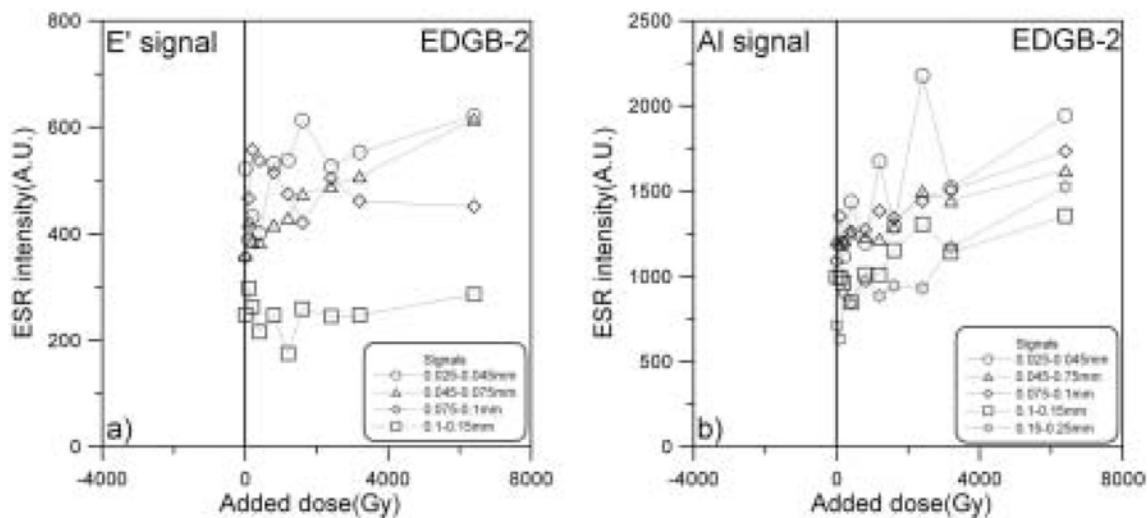 E' signal
EDGB-2
800
600
400
200
0
ESR intensity(A.U.)
a)
Signals
0.025-0.045mm
0.045-0.075mm
0.075-0.1mm
0.1-0.15mm
-4000
0
4000
8000
Added dose(Gy)
Al signal
EDGB-2
2500
2000
1500
1000
500
0
ESR intensity(A.U.)
b)
Signals
0.025-0.045mm
0.045-0.75mm
0.075-0.1mm
0.1-0.15mm
0.15-0.25mm
-4000
0
4000
8000
Added dose(Gy)